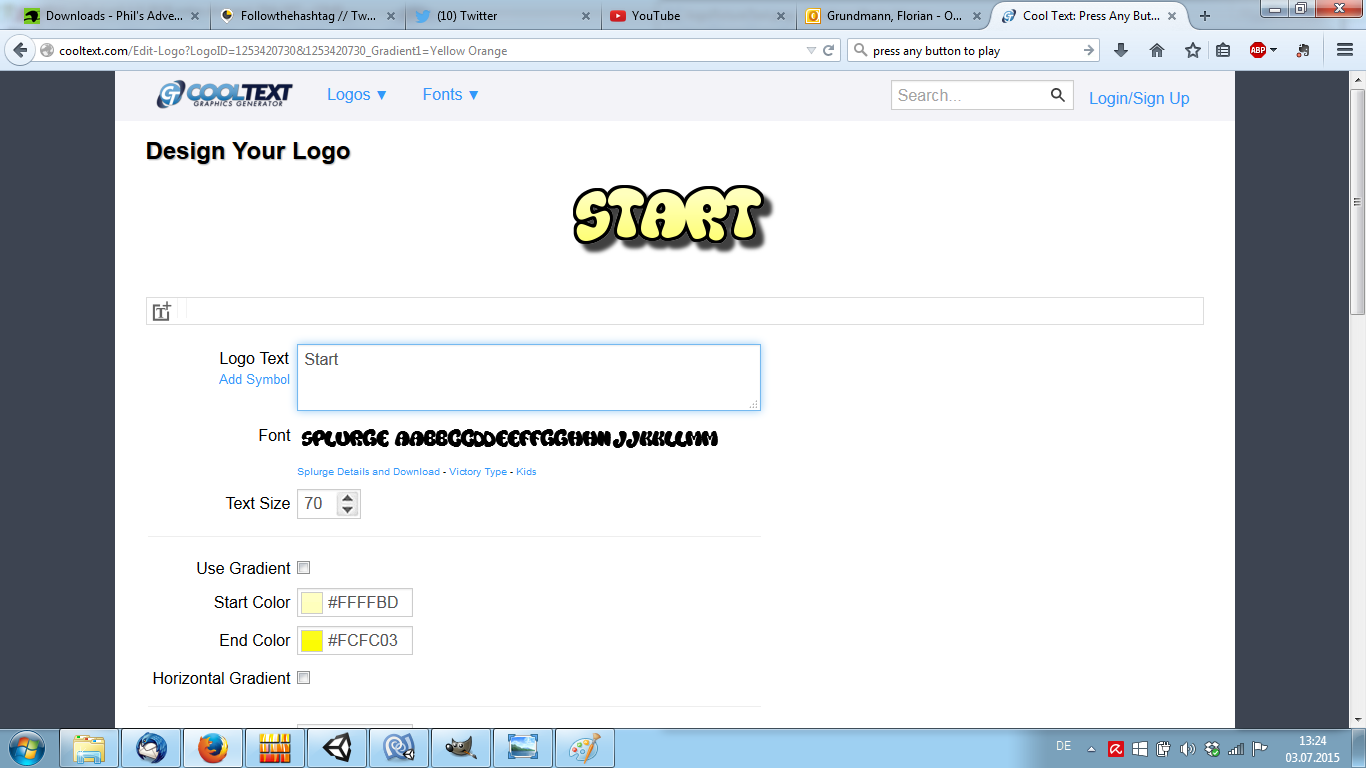 Downloads - Phil's Adve...
Followthehashtag // Tw...
(10) Twitter
YouTube
Grundmann, Florian - O...
Cool Text: Press Any But...
cooltext.com/Edit-Logo?LogoID=1253420730&1253420730_Gradient1=Yellow Orange
press any button to play
ABP
COOLTEXT
GRAPHICS GENERATOR
Logos ▼
Fonts ▼
Search...
Login/Sign Up
Design Your Logo
START
Logo Text
Start
Add Symbol
Font
SPLURGE AABBCCDDEEFFGGHHII JJKKLLMM
Splurge Details and Download - Victory Type - Kids
Text Size
70
Use Gradient
Start Color
#FFFFBD
End Color
#FCFC03
Horizontal Gradient
DE
13:24
03.07.2015